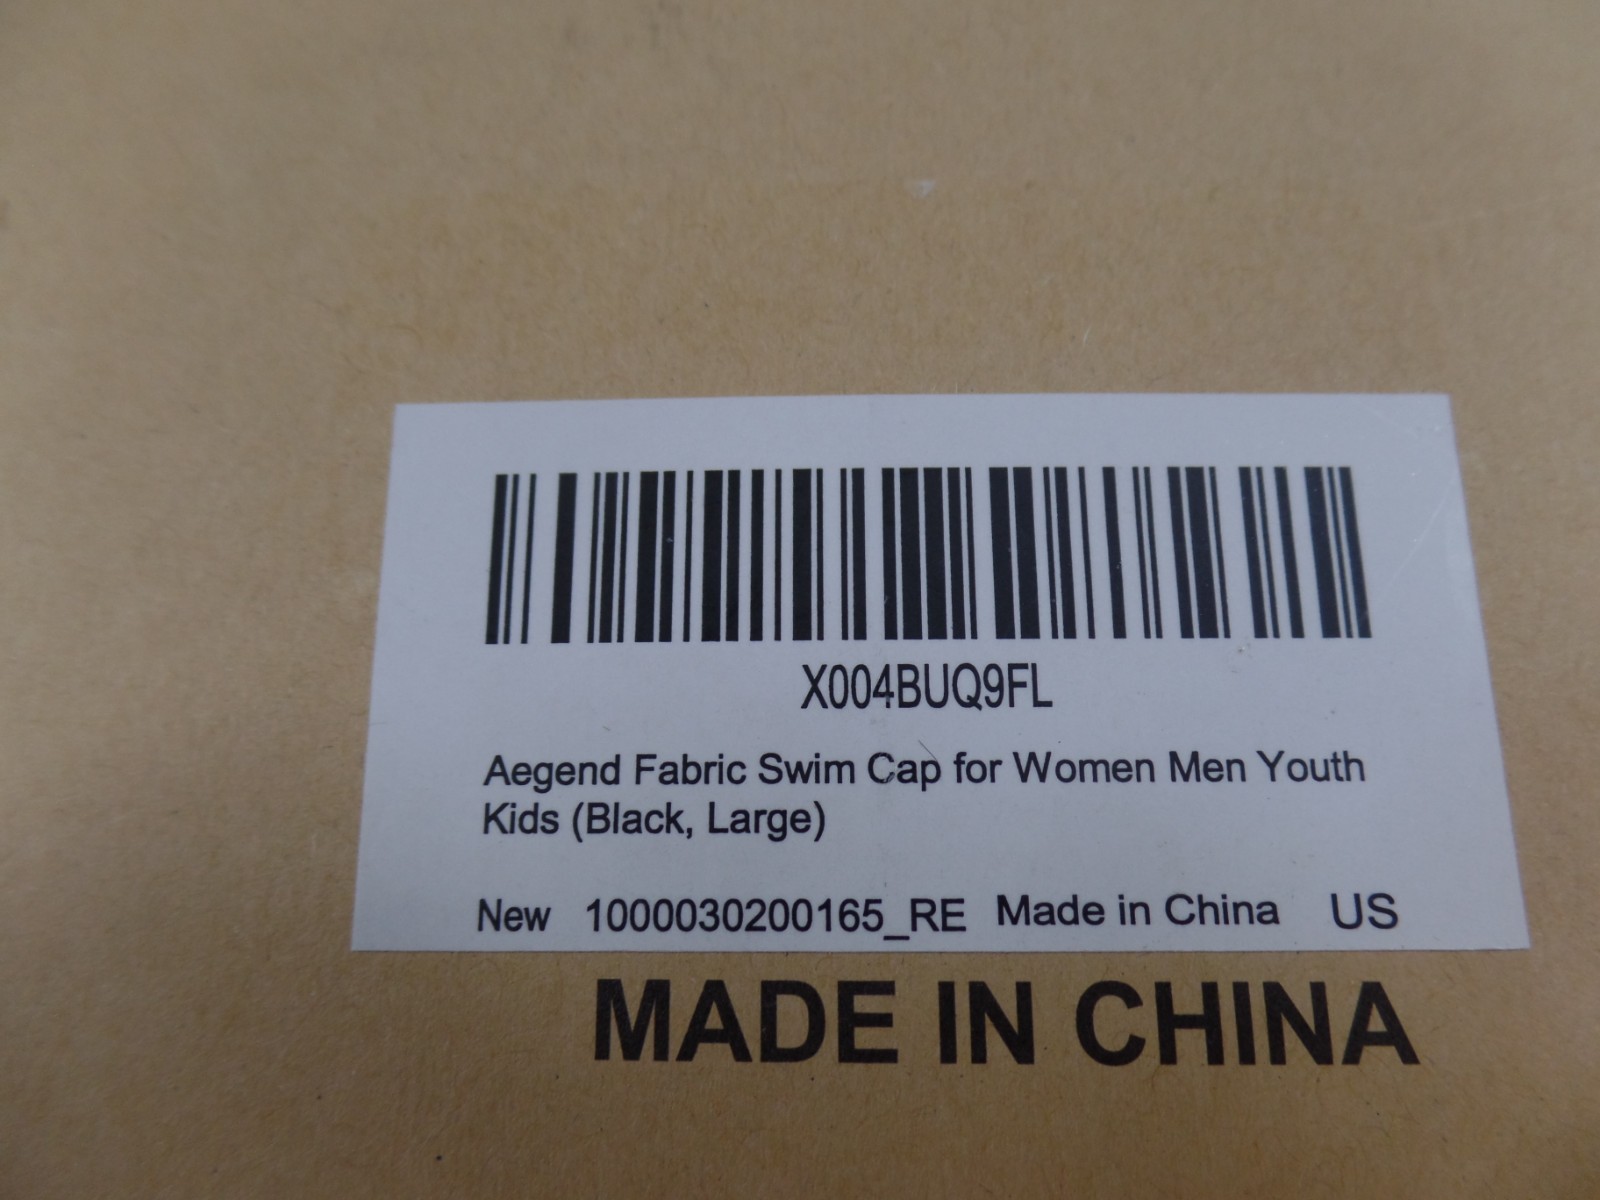 X004BUQ9FL
Aegend Fabric Swim Cap for Women Men Youth
Kids (Black, Large)
New 1000030200165_RE Made in China US
MADE IN CHINA